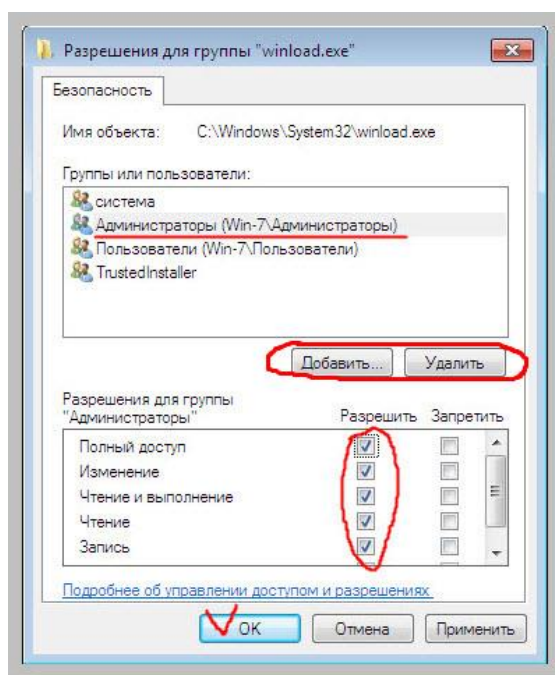 Разрешения для группы "winload.exe"
Безопасность
Имя объекта: C:\Windows\System32\winload.exe
Группы или пользователи:
система
Администраторы (Win-7\Администраторы)
Пользователи (Win-7\Пользователи)
TrustedInstaller
Добавить... Удалить
Разрешения для группы
"Администраторы" Разрешить Запретить
Полный доступ
Изменение
Чтение и выполнение
Чтение
Запись
Подробнее об управлении доступом и разрешениях
ОК Отмена Применить